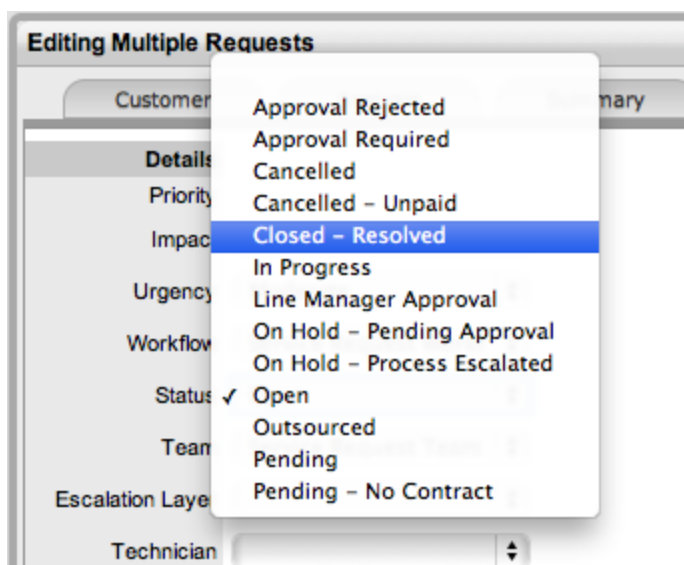 Editing Multiple Requests
Customer
Details
Priority
Impact
Urgency
Workflow
Status
Team
Escalation Laye
Technician
Approval Rejected
Approval Required
Cancelled
Cancelled – Unpaid
Closed – Resolved
In Progress
Line Manager Approval
On Hold – Pending Approval
On Hold – Process Escalated
✓ Open
Outsourced
Pending
Pending – No Contract